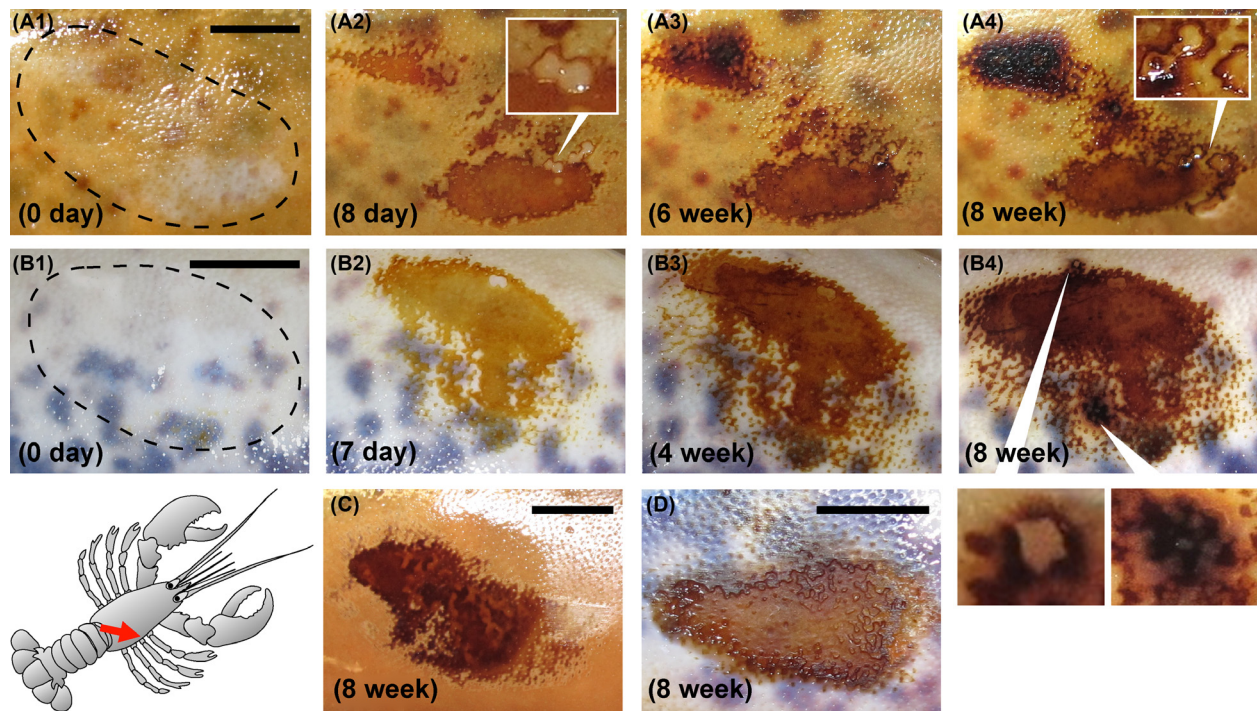 (A1)
(0 day)
(A2)
(8 day)
(A3)
(6 week)
(A4)
(8 week)
(B1)
(0 day)
(B2)
(7 day)
(B3)
(4 week)
(B4)
(8 week)
(C)
(8 week)
(D)
(8 week)